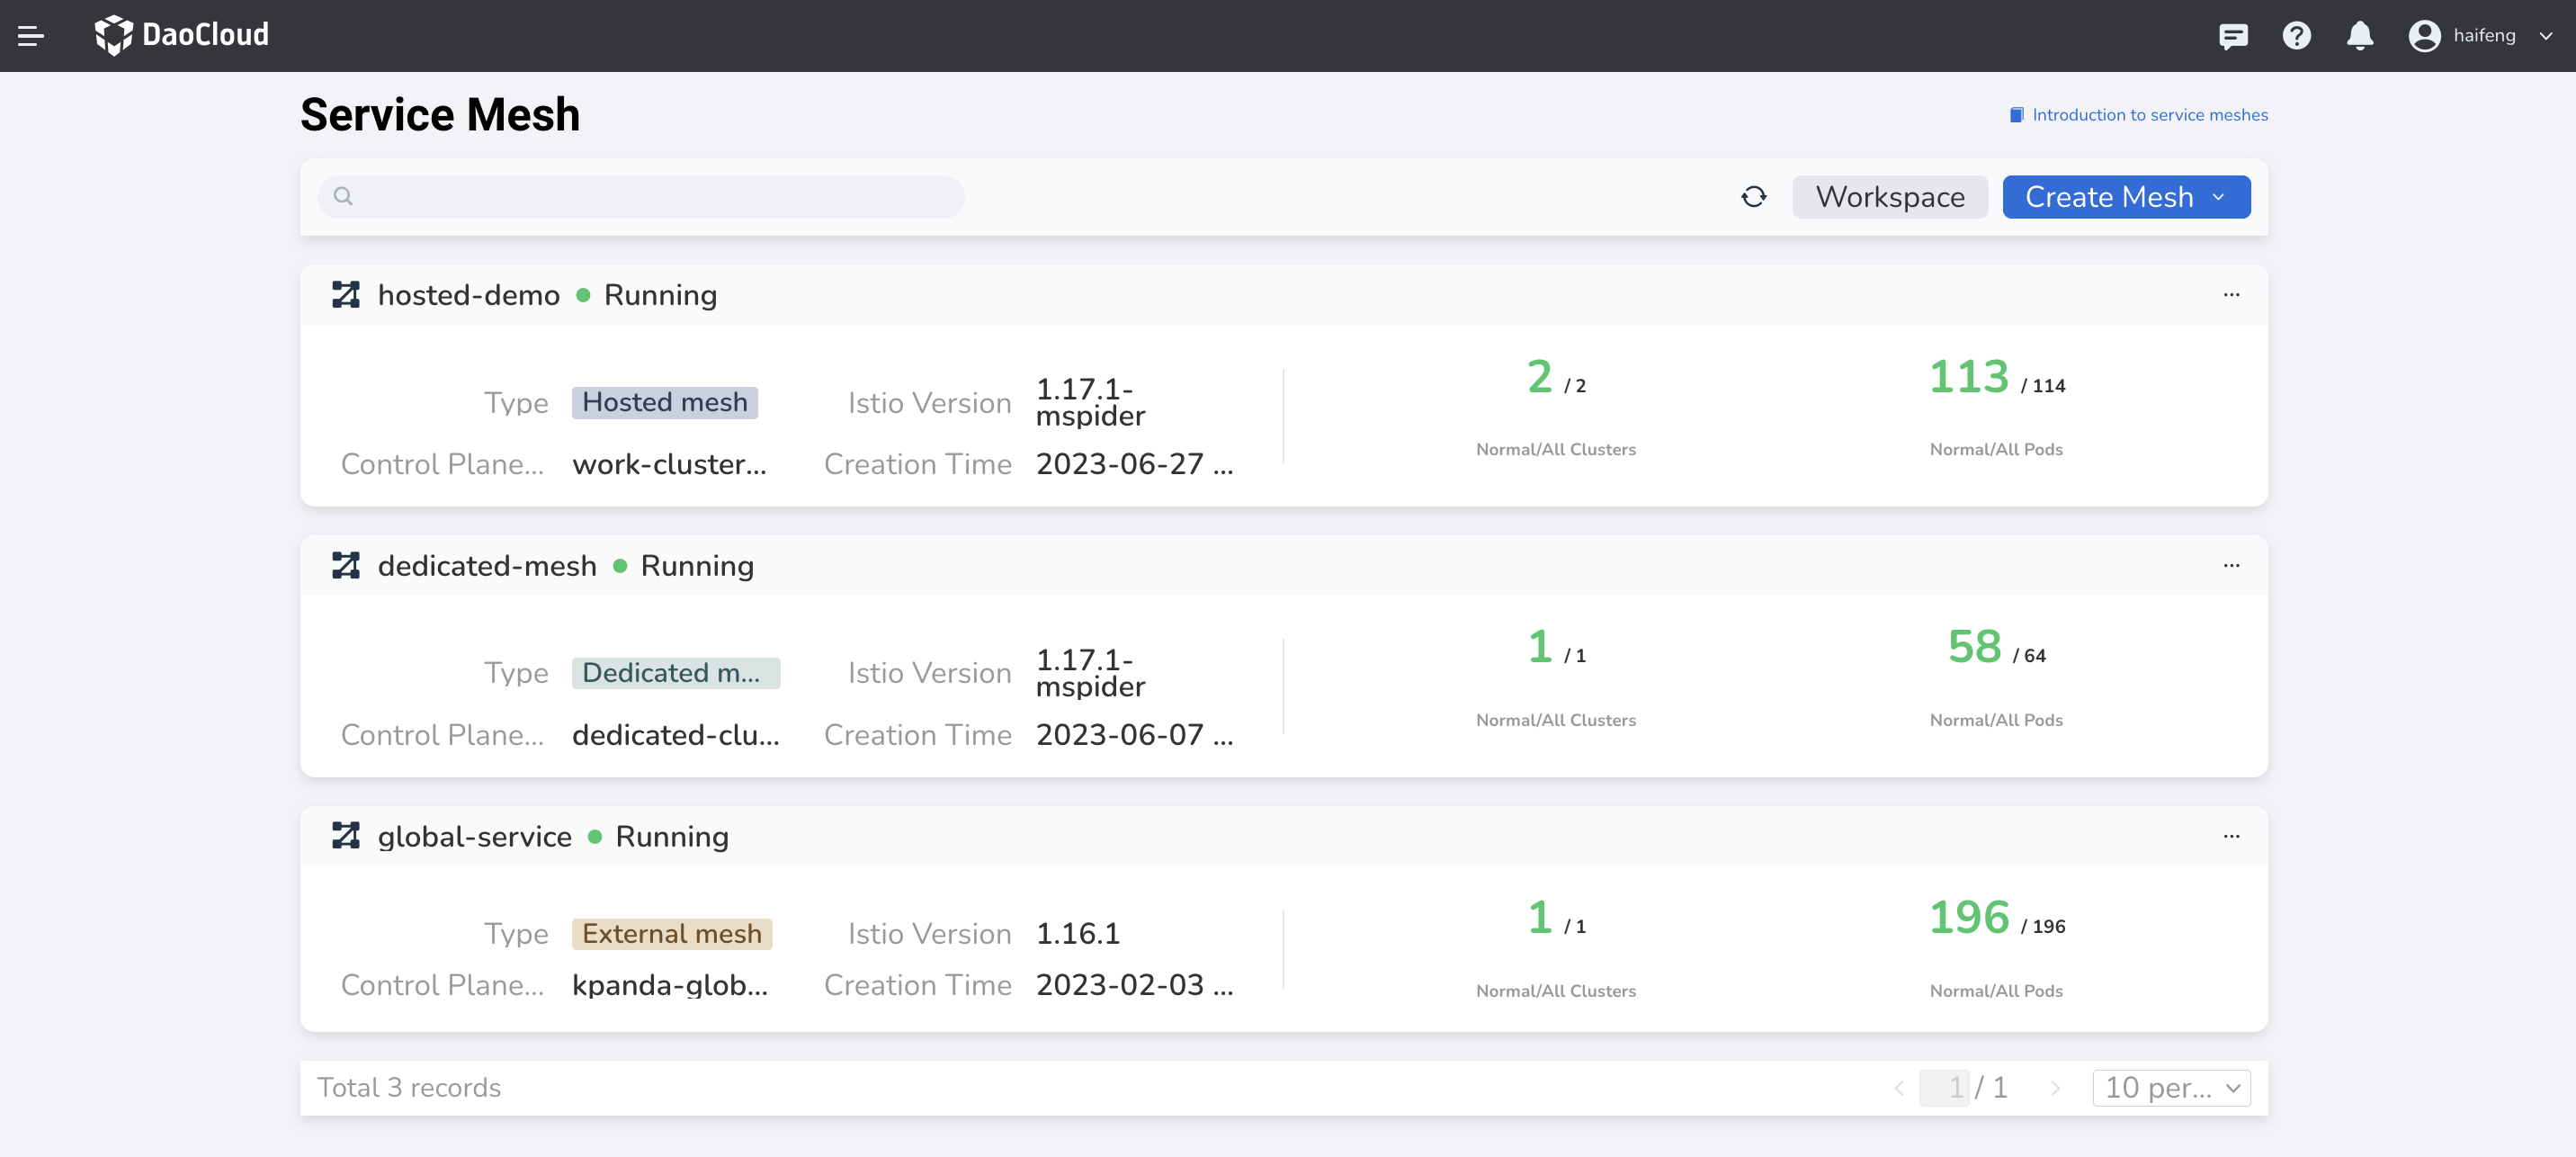 DaoCloud
haifeng
Service Mesh
Introduction to service meshes
Workspace
Create Mesh
hosted-demo Running
...
Type Hosted mesh
Istio Version 1.17.1-
mspider
Control Plane... work-cluster...
Creation Time 2023-06-27 ...
2 / 2
Normal/All Clusters
113 / 114
Normal/All Pods
dedicated-mesh Running
...
Type Dedicated m...
Istio Version 1.17.1-
mspider
Control Plane... dedicated-clu...
Creation Time 2023-06-07 ...
1 / 1
Normal/All Clusters
58 / 64
Normal/All Pods
global-service Running
...
Type External mesh
Istio Version 1.16.1
Control Plane... kpanda-glob...
Creation Time 2023-02-03 ...
1 / 1
Normal/All Clusters
196 / 196
Normal/All Pods
Total 3 records
1 / 1
10 per...